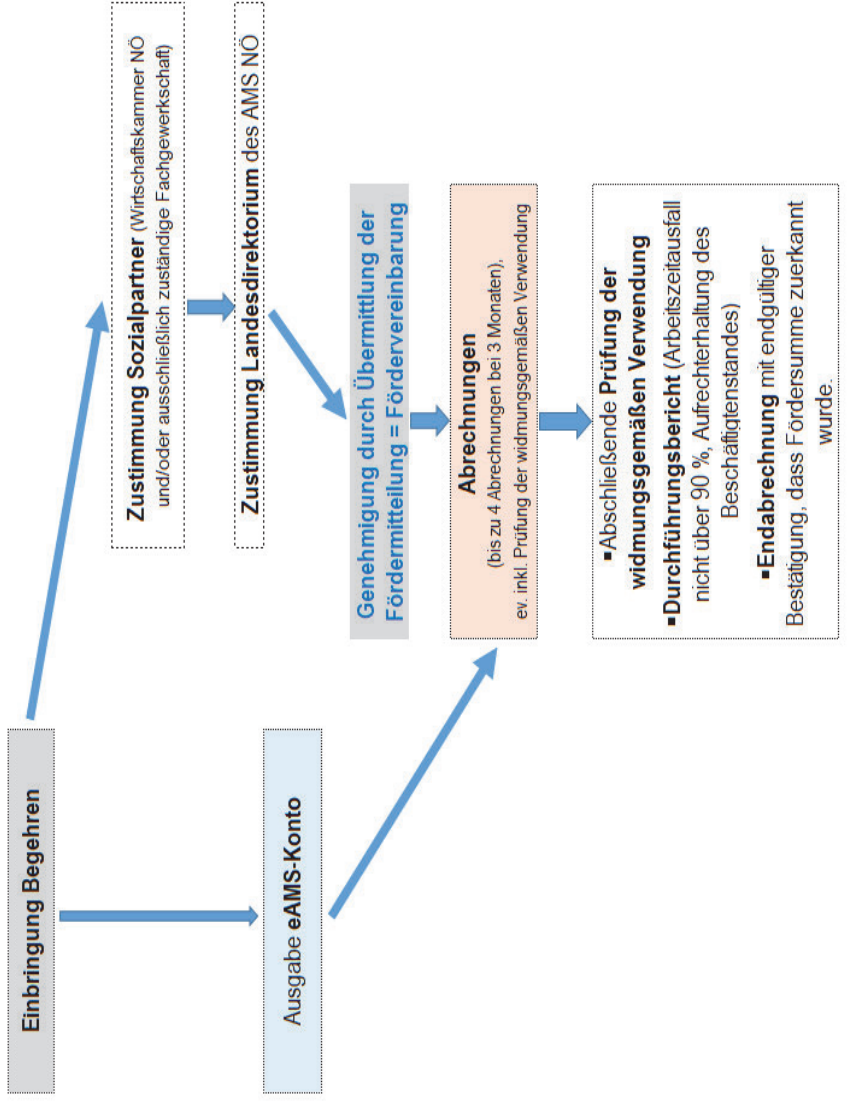 Einbringung Begehren
Zustimmung Sozialpartner (Wirtschaftskammer NÖ
und/oder ausschließlich zuständige Fachgewerkschaft)
Zustimmung Landesdirektorium des AMS NÖ
Ausgabe eAMS-Konto
Genehmigung durch Übermittlung der
Fördermitteilung = Fördervereinbarung
Abrechnungen
(bis zu 4 Abrechnungen bei 3 Monaten),
ev. inkl. Prüfung der widmungsgemäßen Verwendung
▪Abschließende Prüfung der
widmungsgemäßen Verwendung
▪Durchführungsbericht (Arbeitszeitausfall
nicht über 90 %, Aufrechterhaltung des
Beschäftigtenstandes)
▪Endabrechnung mit endgültiger
Bestätigung, dass Fördersumme zuerkannt
wurde.